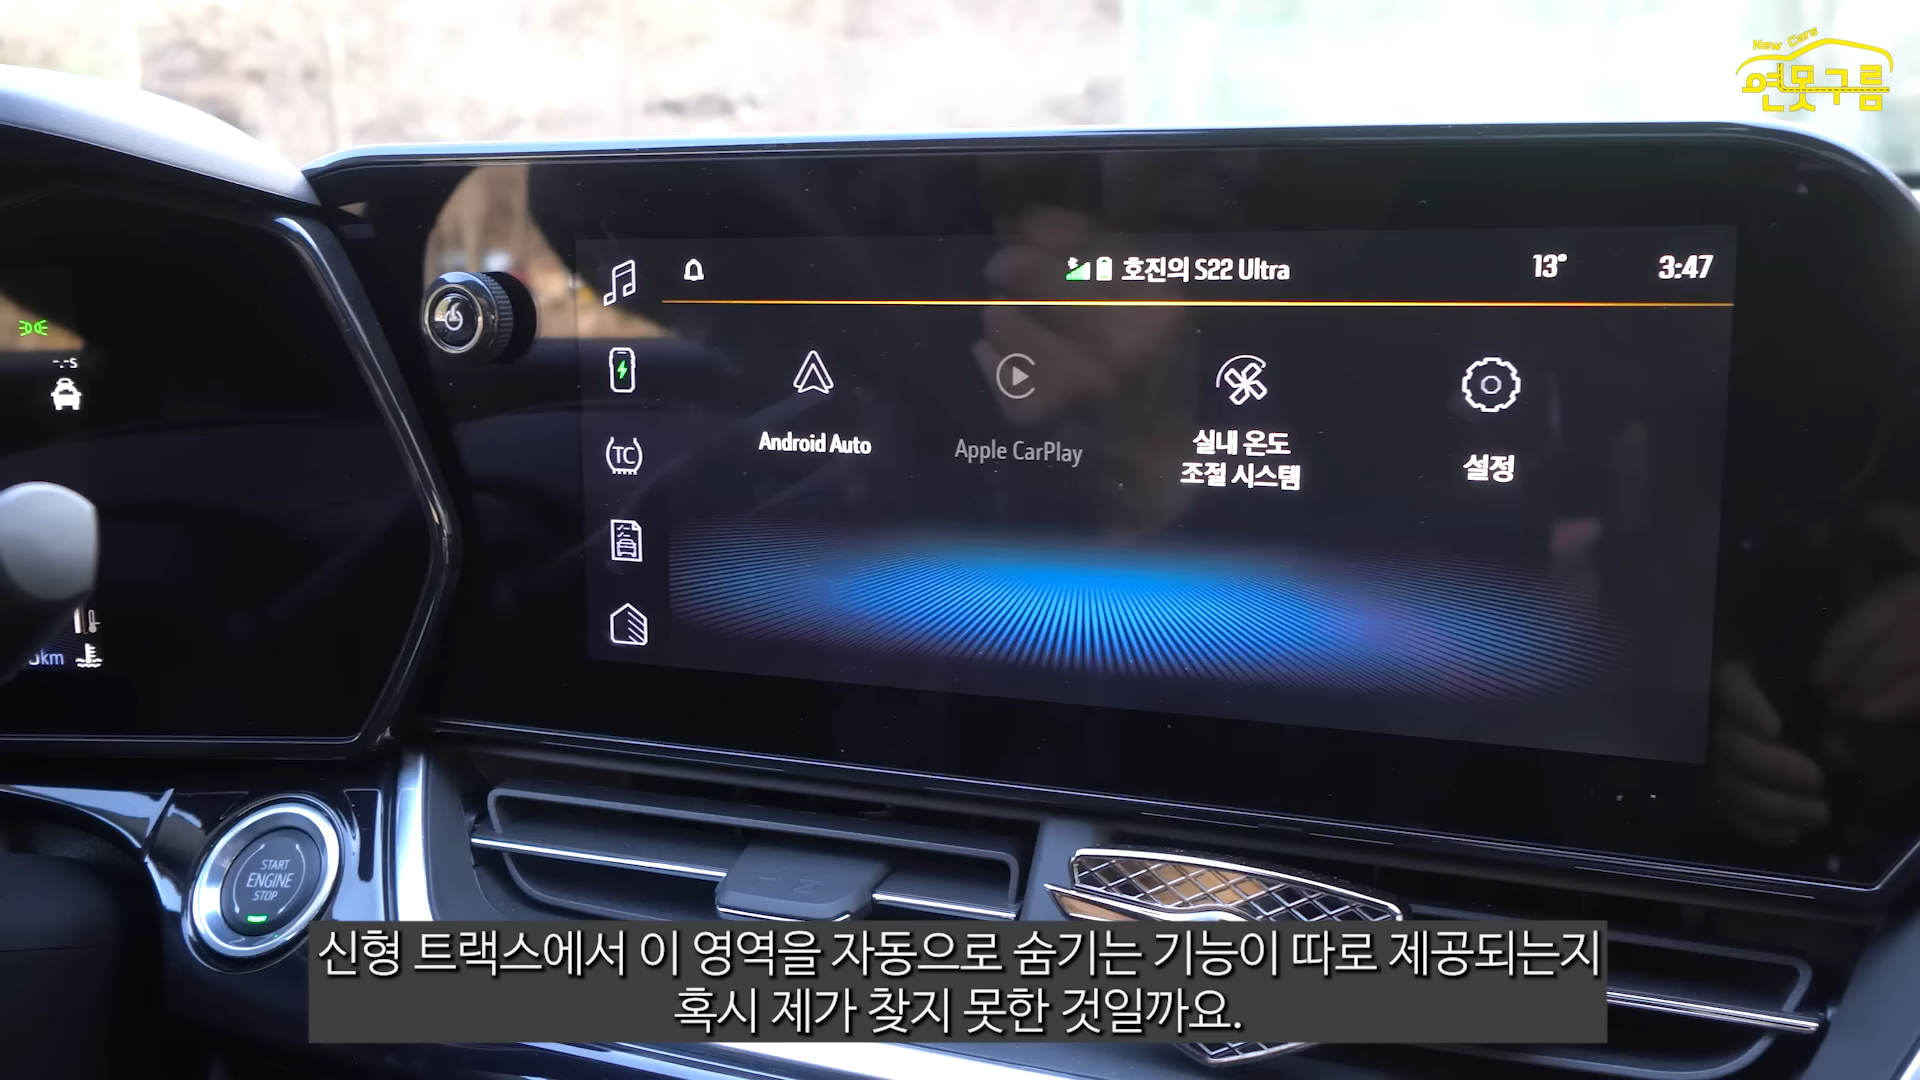 New Cars
연못구름
호진의 S22 Ultra
13°
3:47
TC
Android Auto
Apple CarPlay
실내 온도
조절 시스템
설정
km
START
ENGINE
STOP
신형 트랙스에서 이 영역을 자동으로 숨기는 기능이 따로 제공되는지
혹시 제가 찾지 못한 것일까요.